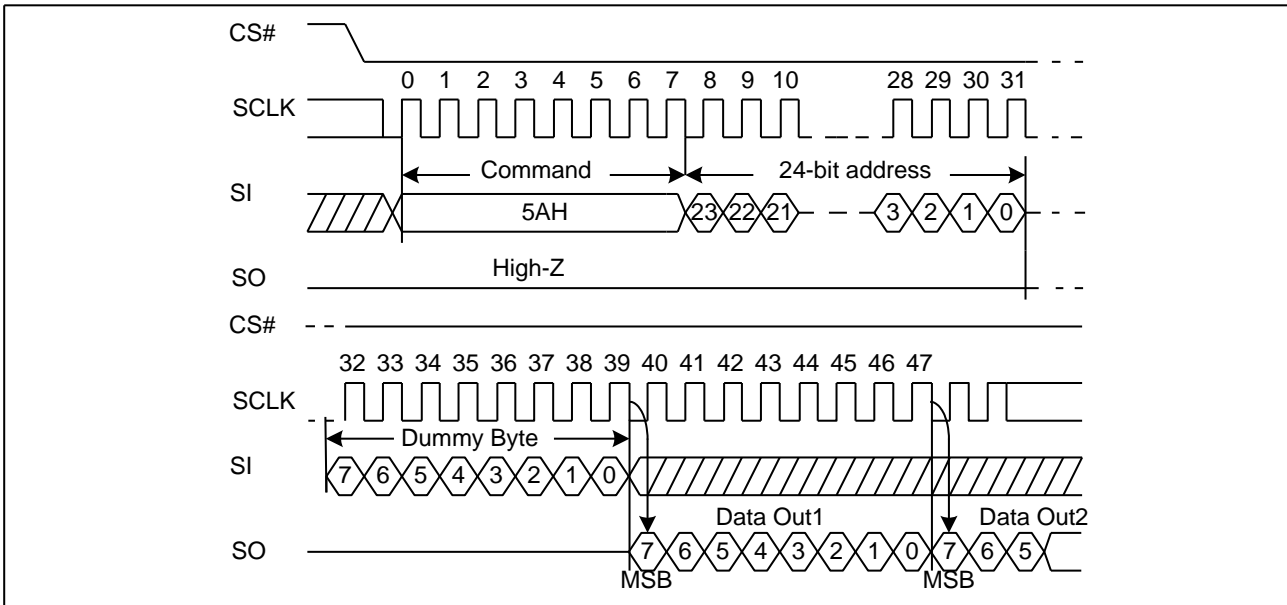 CS#
0 1 2 3 4 5 6 7 8 9 10 28 29 30 31
SCLK
Command 24-bit address
SI
5AH 23 22 21 3 2 1 0
High-Z
SO
CS#
32 33 34 35 36 37 38 39 40 41 42 43 44 45 46 47
SCLK
Dummy Byte
SI
7 6 5 4 3 2 1 0
Data Out1 Data Out2
SO
7 6 5 4 3 2 1 0 7 6 5
MSB MSB